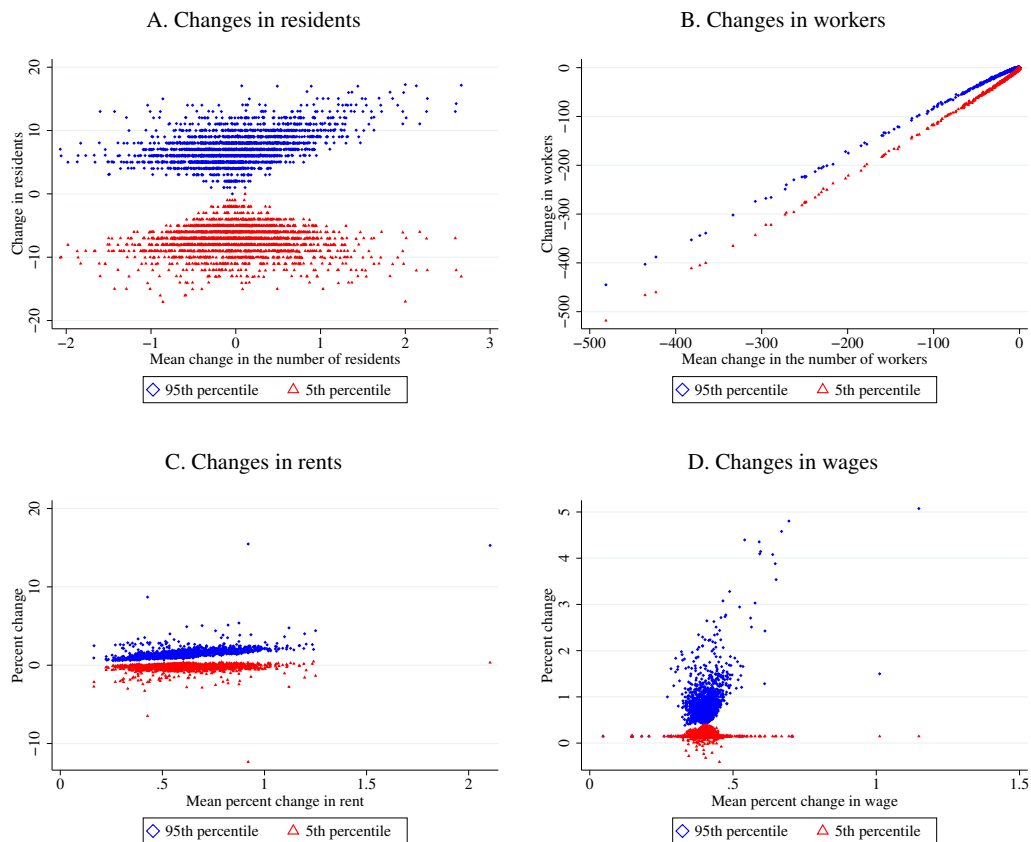 A. Changes in residents
Change in residents
20
10
0
−10
−20
−2
−1
0
1
2
3
Mean change in the number of residents
95th percentile
5th percentile
B. Changes in workers
Change in workers
0
−100
−200
−300
−400
−500
−500
−400
−300
−200
−100
0
Mean change in the number of workers
95th percentile
5th percentile
C. Changes in rents
Percent change
20
10
0
−10
0
.5
1
1.5
2
Mean percent change in rent
95th percentile
5th percentile
D. Changes in wages
Percent change
5
4
3
2
1
0
0
.5
1
1.5
Mean percent change in wage
95th percentile
5th percentile